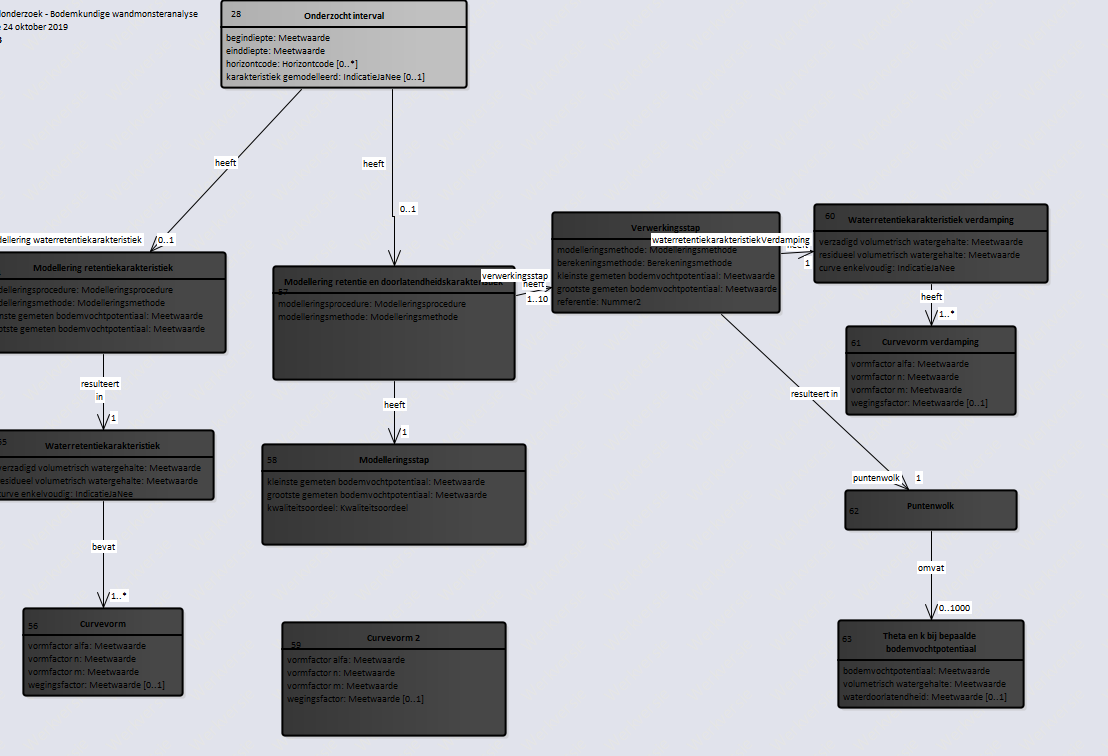 onderzoek - Bodemkundige wandmonsteranalyse
24 oktober 2019
28
Onderzocht interval
begindiepte: Meetwaarde
einddiepte: Meetwaarde
horizontcode: Horizontcode [0..*]
karakteristiek gemodelleerd: IndicatieJaNee [0..1]
heeft
heeft
0..1
dellering waterretentiekarakteristiek
0..1
Modellering retentiekarakteristiek
delleringsprocedure: Modelleringsprocedure
delleringsmethode: Modelleringsmethode
nste gemeten bodemvochtpotentiaal: Meetwaarde
otste gemeten bodemvochtpotentiaal: Meetwaarde
resulteert
in
1
55
Waterretentiekarakteristiek
verzadigd volumetrisch watergehalte: Meetwaarde
residueel volumetrisch watergehalte: Meetwaarde
curve enkelvoudig: IndicatieJaNee
bevat
1..*
56
Curvevorm
vormfactor alfa: Meetwaarde
vormfactor n: Meetwaarde
vormfactor m: Meetwaarde
wegingsfactor: Meetwaarde [0..1]
Modellering retentie en doorlatendheidskarakteristiek
57
modelleringsprocedure: Modelleringsprocedure
modelleringsmethode: Modelleringsmethode
verwerkingsstap
heeft
1..10
heeft
1
58
Modelleringsstap
kleinste gemeten bodemvochtpotentiaal: Meetwaarde
grootste gemeten bodemvochtpotentiaal: Meetwaarde
kwaliteitsoordeel: Kwaliteitsoordeel
59
Curvevorm 2
vormfactor alfa: Meetwaarde
vormfactor n: Meetwaarde
vormfactor m: Meetwaarde
wegingsfactor: Meetwaarde [0..1]
Verwerkingsstap
modelleringsmethode: Modelleringsmethode
berekeningsmethode: Berekeningsmethode
kleinste gemeten bodemvochtpotentiaal: Meetwaarde
grootste gemeten bodemvochtpotentiaal: Meetwaarde
referentie: Nummer2
waterretentiekarakteristiekVerdamping
heeft
1
60
Waterretentiekarakteristiek verdamping
verzadigd volumetrisch watergehalte: Meetwaarde
residueel volumetrisch watergehalte: Meetwaarde
curve enkelvoudig: IndicatieJaNee
heeft
1..*
61
Curvevorm verdamping
vormfactor alfa: Meetwaarde
vormfactor n: Meetwaarde
vormfactor m: Meetwaarde
wegingsfactor: Meetwaarde [0..1]
resulteert in
puntenwolk
1
62
Puntenwolk
omvat
0..1000
63
Theta en k bij bepaalde
bodemvochtpotentiaal
bodemvochtpotentiaal: Meetwaarde
volumetrisch watergehalte: Meetwaarde
waterdoorlatendheid: Meetwaarde [0..1]